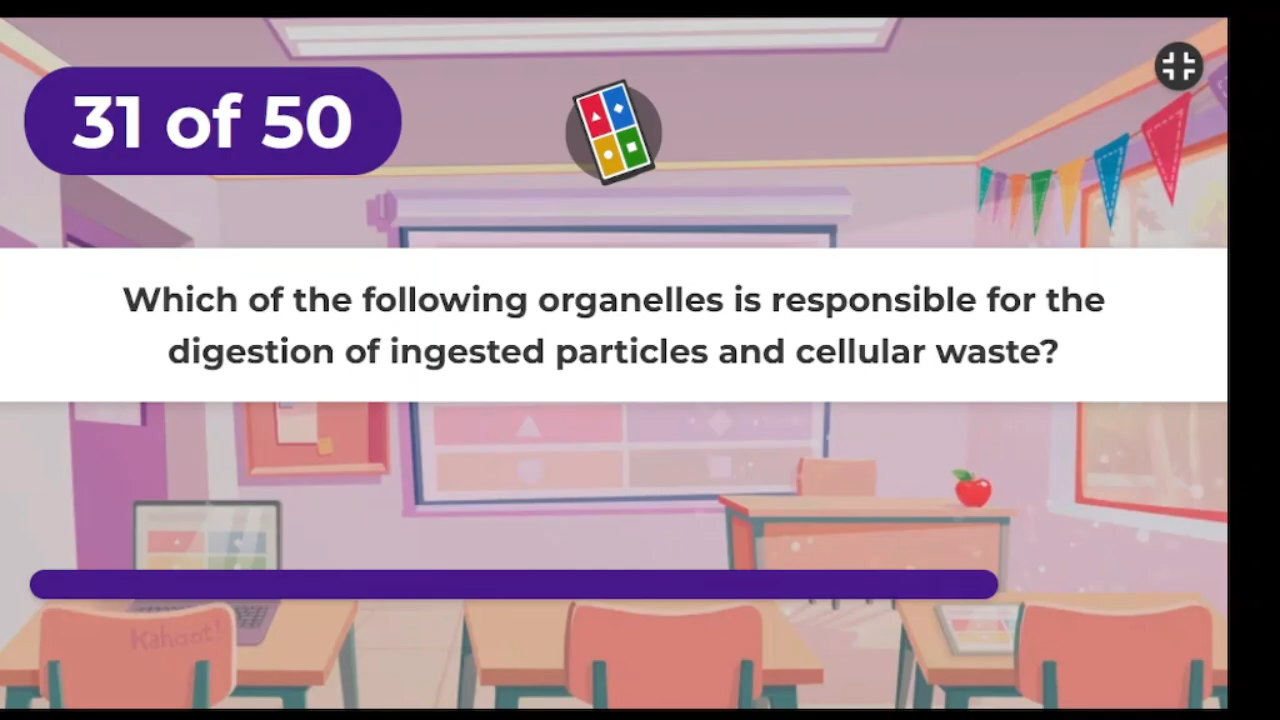 31 of 50
Which of the following organelles is responsible for the
digestion of ingested particles and cellular waste?
Kahoot!